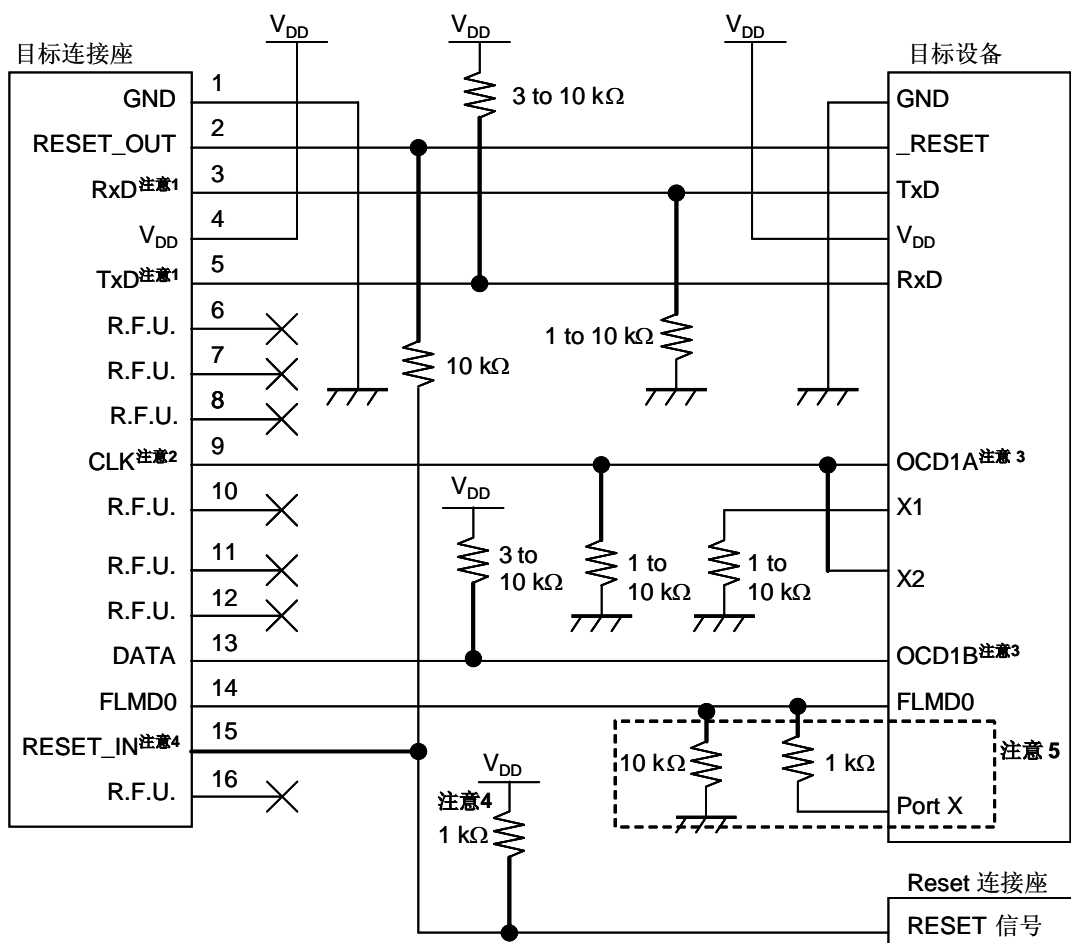 V_DD
V_DD
V_DD
目标连接座
目标设备
GND
1
3 to 10 kΩ
GND
RESET_OUT
2
_RESET
RxD注意1
3
TxD
V_DD
4
V_DD
TxD注意1
5
RxD
R.F.U.
6
1 to 10 kΩ
R.F.U.
7
10 kΩ
R.F.U.
8
CLK注意2
9
OCD1A注意 3
R.F.U.
10
V_DD
X1
R.F.U.
11
3 to
10 kΩ
1 to
10 kΩ
1 to
10 kΩ
X2
R.F.U.
12
DATA
13
OCD1B注意3
FLMD0
14
FLMD0
RESET_IN注意4
15
10 kΩ
1 kΩ
注意 5
R.F.U.
16
V_DD
注意4
1 kΩ
Port X
Reset 连接座
RESET 信号